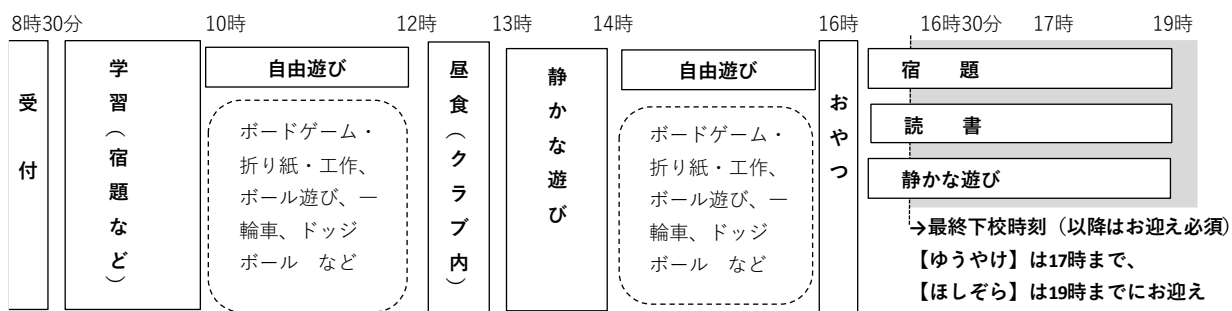 8時30分 10時 12時 13時 14時 16時 16時30分 17時 19時
受付
学習（宿題など）
自由遊び
ボードゲーム・
折り紙・工作、
ボール遊び、一
輪車、ドッジ
ボール　など
昼食（クラブ内）
静かな遊び
自由遊び
ボードゲーム・
折り紙・工作、
ボール遊び、一
輪車、ドッジ
ボール　など
おやつ
宿　題
読　書
静かな遊び
→最終下校時刻（以降はお迎え必須）
【ゆうやけ】は17時まで、
【ほしぞら】は19時までにお迎え